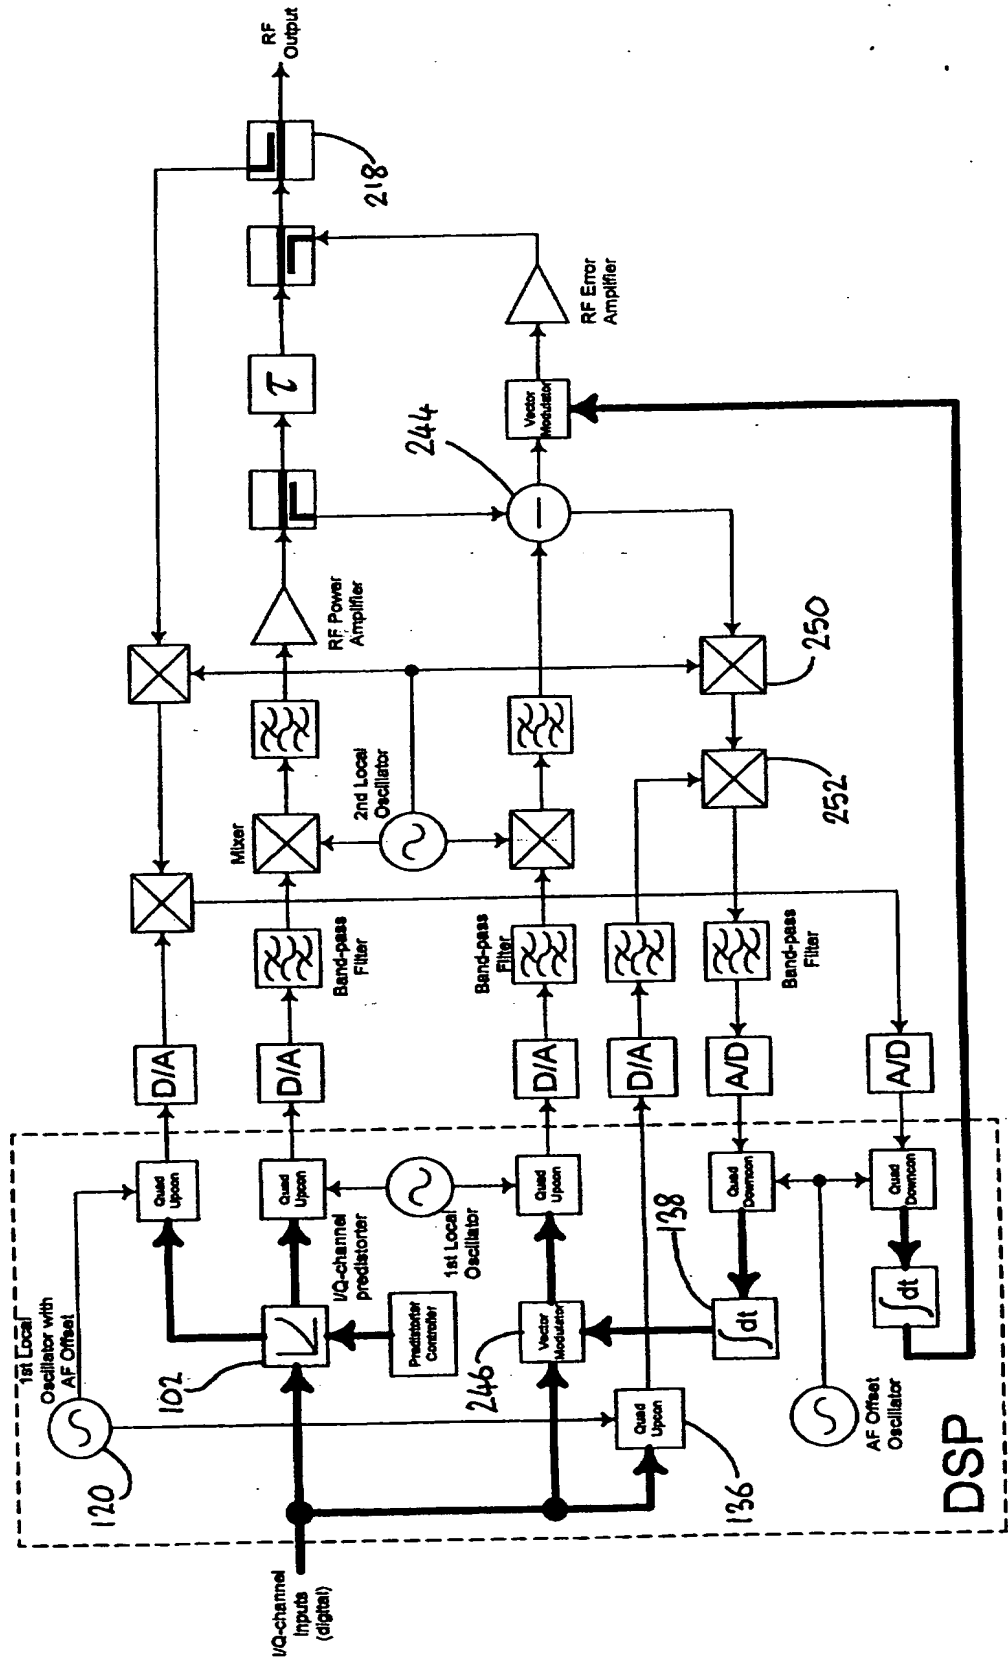 RF
Output
218
RF Error
Amplifier
τ
Vector
Modulator
244
RF Power
Amplifier
250
2nd Local
Oscillator
Mixer
252
Band-pass
Filter
Band-pass
Filter
Band-pass
Filter
D/A
D/A
D/A
D/A
A/D
A/D
Quad
Upcon
Quad
Upcon
Quad
Upcon
Quad
Downcon
Quad
Downcon
1st Local
Oscillator
I/Q-channel
predistorter
138
∫dt
∫dt
1st Local
Oscillator with
AF Offset
102
Predistorter
Controller
246
Vector
Modulator
120
Quad
Upcon
136
AF Offset
Oscillator
DSP
I/Q-channel
Inputs
(digital)